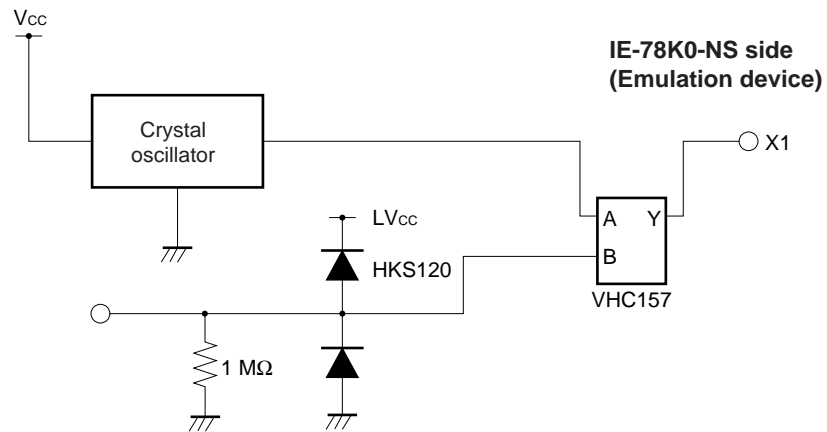 Vcc
IE-78K0-NS side
(Emulation device)
Crystal
oscillator
X1
LVcc
A Y
B
HKS120
VHC157
1 MΩ